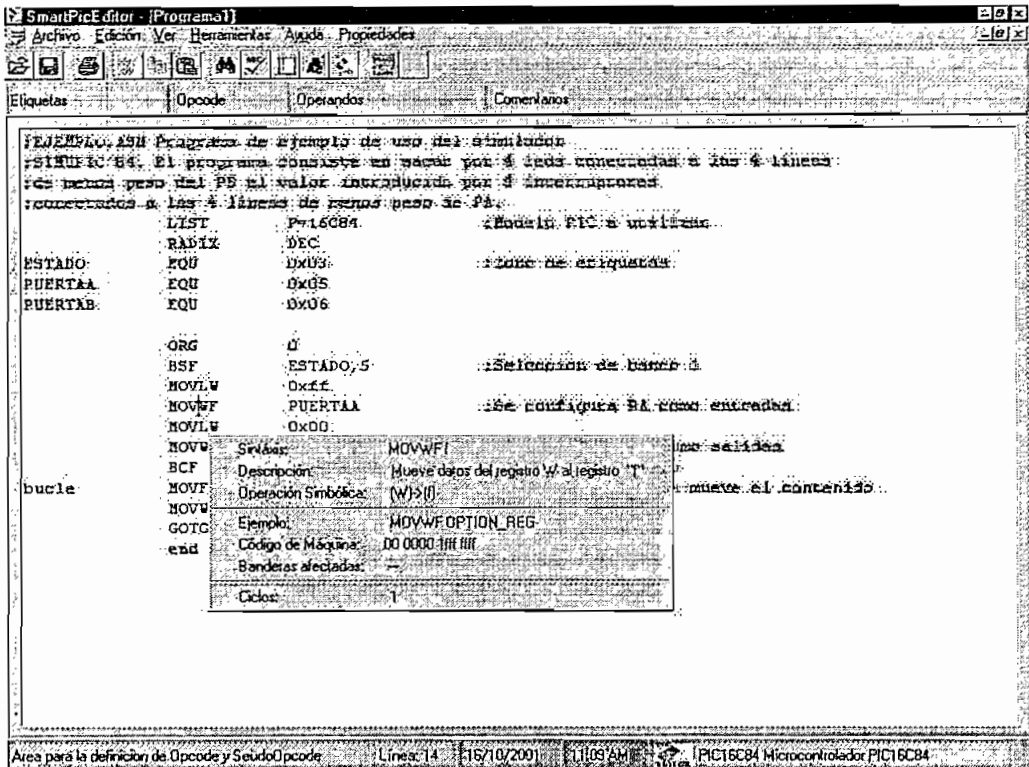 SmartPicEditor - [Programa1]
Archivo Edición Ver Herramientas Ayuda Propiedades
Etiquetas Opcode Operandos Comentarios
;EJEMPLO.ASM Programa de ejemplo de uso del simulador
;SIMUPIC'84. El programa consiste en sacar por 4 leds conectadas a las 4 líneas
;de menos peso del PB el valor introducido por 4 interruptores
;conectados a las 4 líneas de menos peso de PA.
LIST P=16C84 ;Modelo PIC a utilizar
RADIX DEC
ESTADO EQU 0x03 ;Zona de etiquetas
PUERTAA EQU 0x05
PUERTAB EQU 0x06
ORG 0
BSF ESTADO,5 ;Selección de banco 1
MOVLW 0xff
MOVWF PUERTAA ;Se configura PA como entradas
MOVLW 0x00
MOVW salidas
BCF
bucle MOVF mueve el contenido
MOVW
GOTO
end
Sintáxis: MOVWF f
Descripción: Mueve datos del registro W al registro "f"
Operación Simbólica: (W)->(f)
Ejemplo: MOVWF OPTION_REG
Código de Máquina: 00 0000 1fff ffff
Banderas afectadas: --
Ciclos: 1
Area para la definicion de Opcode y SeudoOpcode Linea: 14 16/10/2001 11:09 AM PIC16C84 Microcontrolador PIC16C84